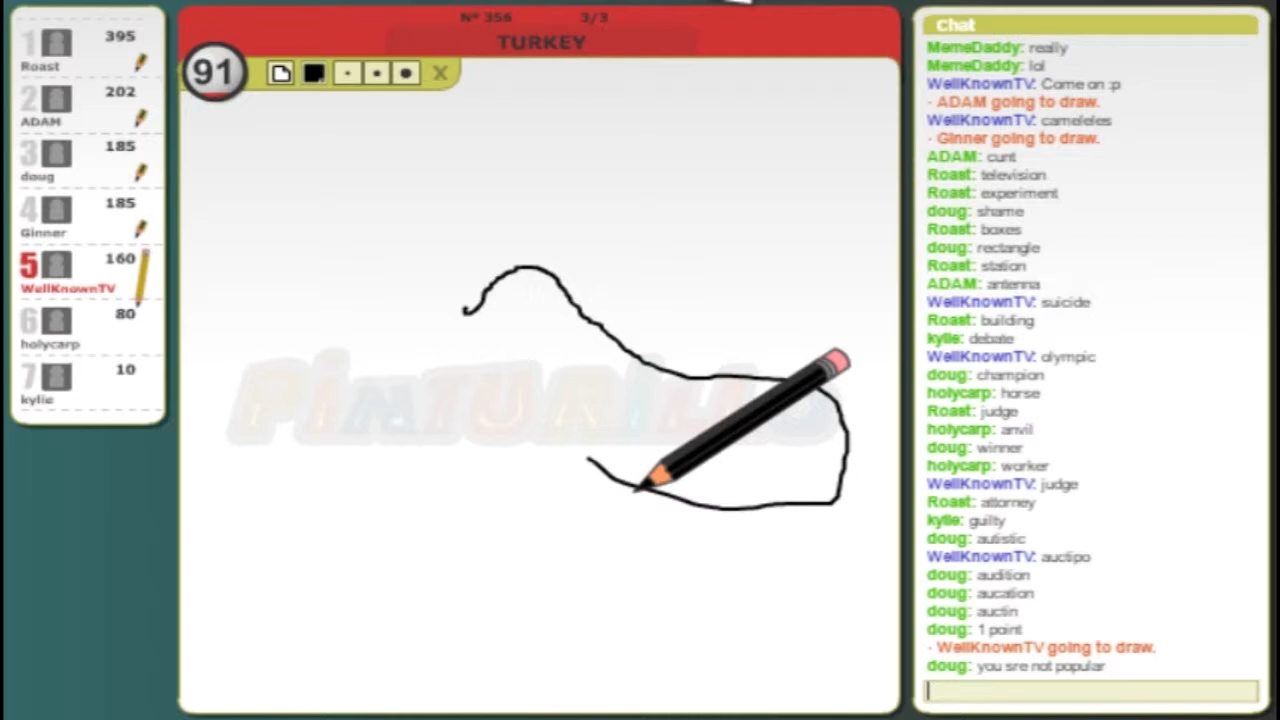 Nº 356 3/3
TURKEY
91
X
1 395
Roast
2 202
ADAM
3 185
doug
4 185
Ginner
5 160
WellKnownTV
6 80
holycarp
7 10
kylie
Chat
MemeDaddy: really
MemeDaddy: lol
WellKnownTV: Come on :p
· ADAM going to draw.
WellKnownTV: cameleles
· Ginner going to draw.
ADAM: cunt
Roast: television
Roast: experiment
doug: shame
Roast: boxes
doug: rectangle
Roast: station
ADAM: antenna
WellKnownTV: suicide
Roast: building
kylie: debate
WellKnownTV: olympic
doug: champion
holycarp: horse
Roast: judge
holycarp: anvil
doug: winner
holycarp: worker
WellKnownTV: judge
Roast: attorney
kylie: guilty
doug: autistic
WellKnownTV: auctipo
doug: audition
doug: aucation
doug: auctin
doug: 1 point
· WellKnownTV going to draw.
doug: you sre not popular